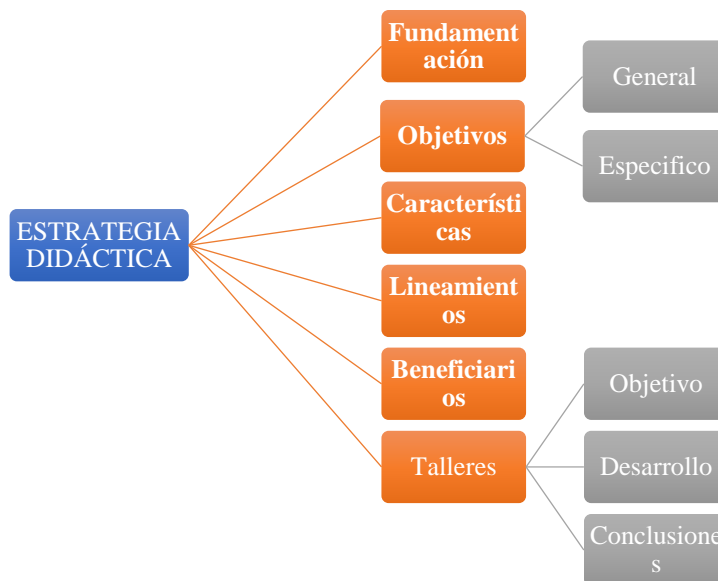 Fundament
ación
General
Objetivos
Especifico
ESTRATEGIA
DIDÁCTICA
Característi
cas
Lineamient
os
Beneficiari
os
Objetivo
Talleres
Desarrollo
Conclusione
s